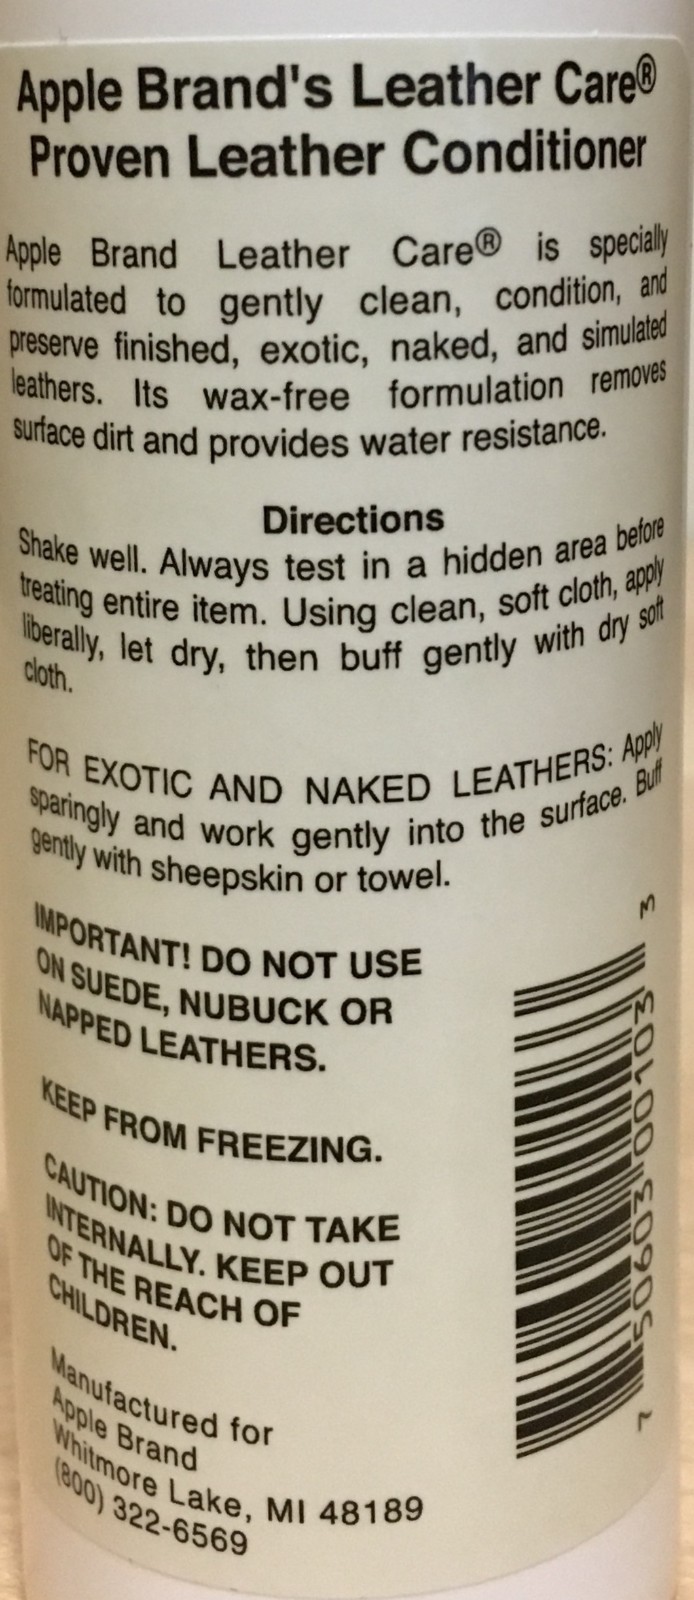 Apple Brand's Leather Care®
Proven Leather Conditioner
Apple Brand Leather Care® is specially
formulated to gently clean, condition, and
preserve finished, exotic, naked, and simulated
leathers. Its wax-free formulation removes
surface dirt and provides water resistance.
Directions
Shake well. Always test in a hidden area before
treating entire item. Using clean, soft cloth, apply
liberally, let dry, then buff gently with dry soft
cloth.
FOR EXOTIC AND NAKED LEATHERS: Apply
sparingly and work gently into the surface. Buff
gently with sheepskin or towel.
IMPORTANT! DO NOT USE
ON SUEDE, NUBUCK OR
NAPPED LEATHERS.
KEEP FROM FREEZING.
CAUTION: DO NOT TAKE
INTERNALLY. KEEP OUT
OF THE REACH OF
CHILDREN.
Manufactured for
Apple Brand
Whitmore Lake, MI 48189
(800) 322-6569
7 50603 00103 3